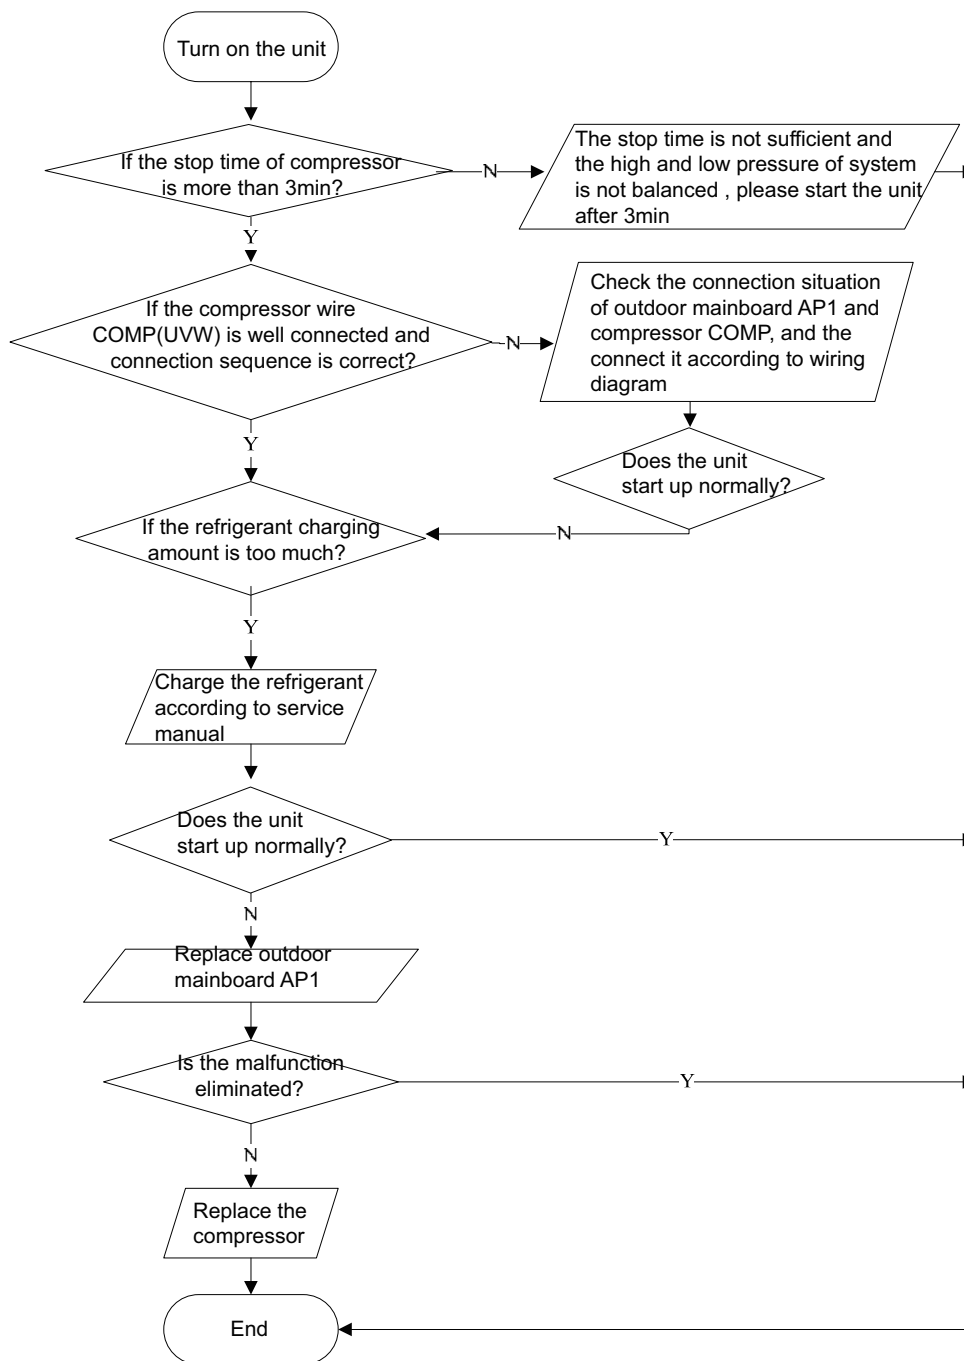 Turn on the unit
If the stop time of compressor
is more than 3min?
N
The stop time is not sufficient and
the high and low pressure of system
is not balanced , please start the unit
after 3min
Y
If the compressor wire
COMP(UVW) is well connected and
connection sequence is correct?
N
Check the connection situation
of outdoor mainboard AP1 and
compressor COMP, and the
connect it according to wiring
diagram
Y
Does the unit
start up normally?
If the refrigerant charging
amount is too much?
N
Y
Charge the refrigerant
according to service
manual
Does the unit
start up normally?
Y
N
Replace outdoor
mainboard AP1
Is the malfunction
eliminated?
Y
N
Replace the
compressor
End